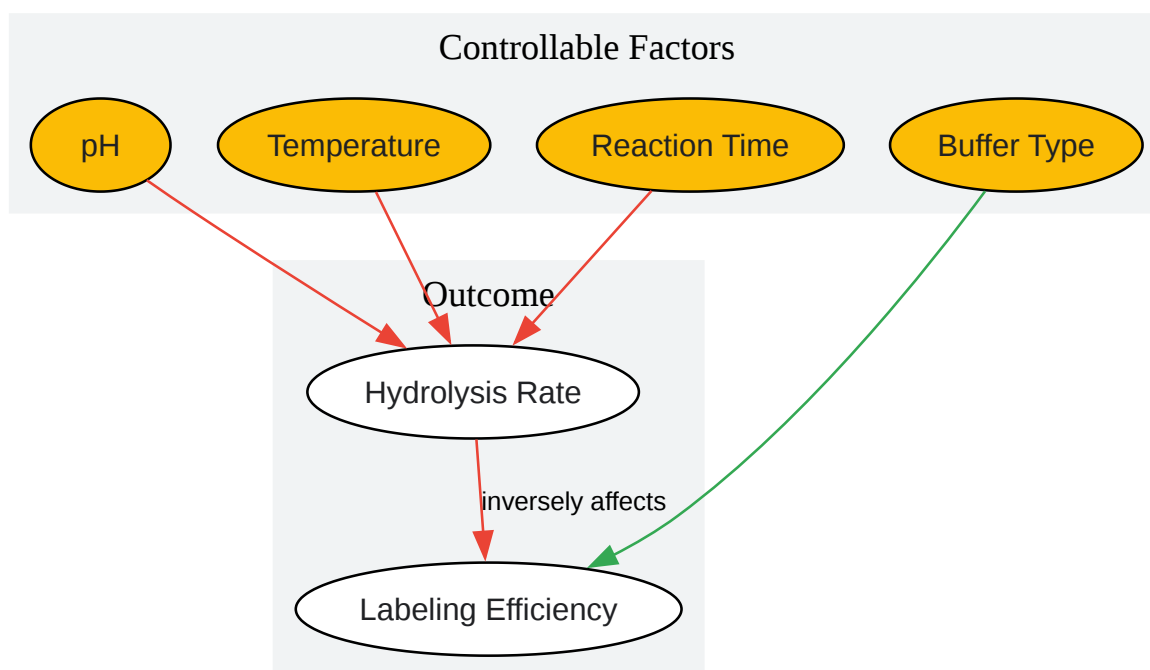 Controllable Factors
pH
Temperature
Reaction Time
Buffer Type
Outcome
Hydrolysis Rate
inversely affects
Labeling Efficiency